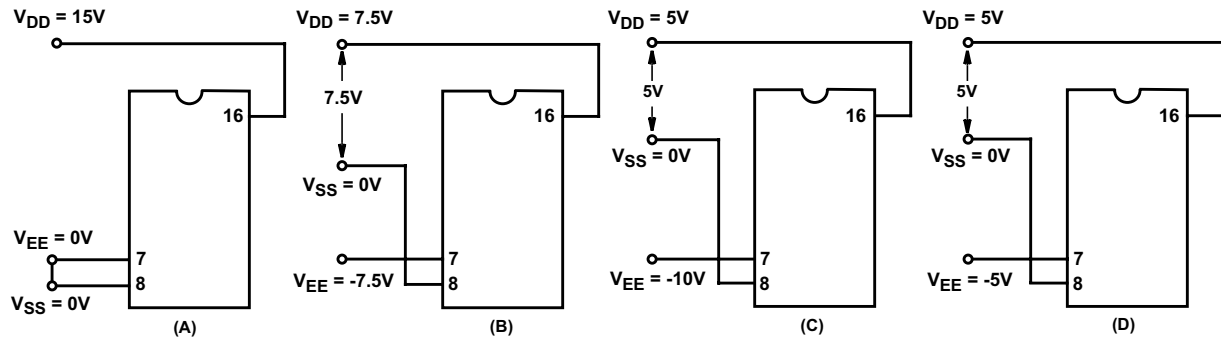 VDD = 15V
16
VEE = 0V
7
8
VSS = 0V
(A)
VDD = 7.5V
7.5V
16
VSS = 0V
7
VEE = -7.5V
8
(B)
VDD = 5V
5V
16
VSS = 0V
7
VEE = -10V
8
(C)
VDD = 5V
5V
16
VSS = 0V
7
VEE = -5V
8
(D)